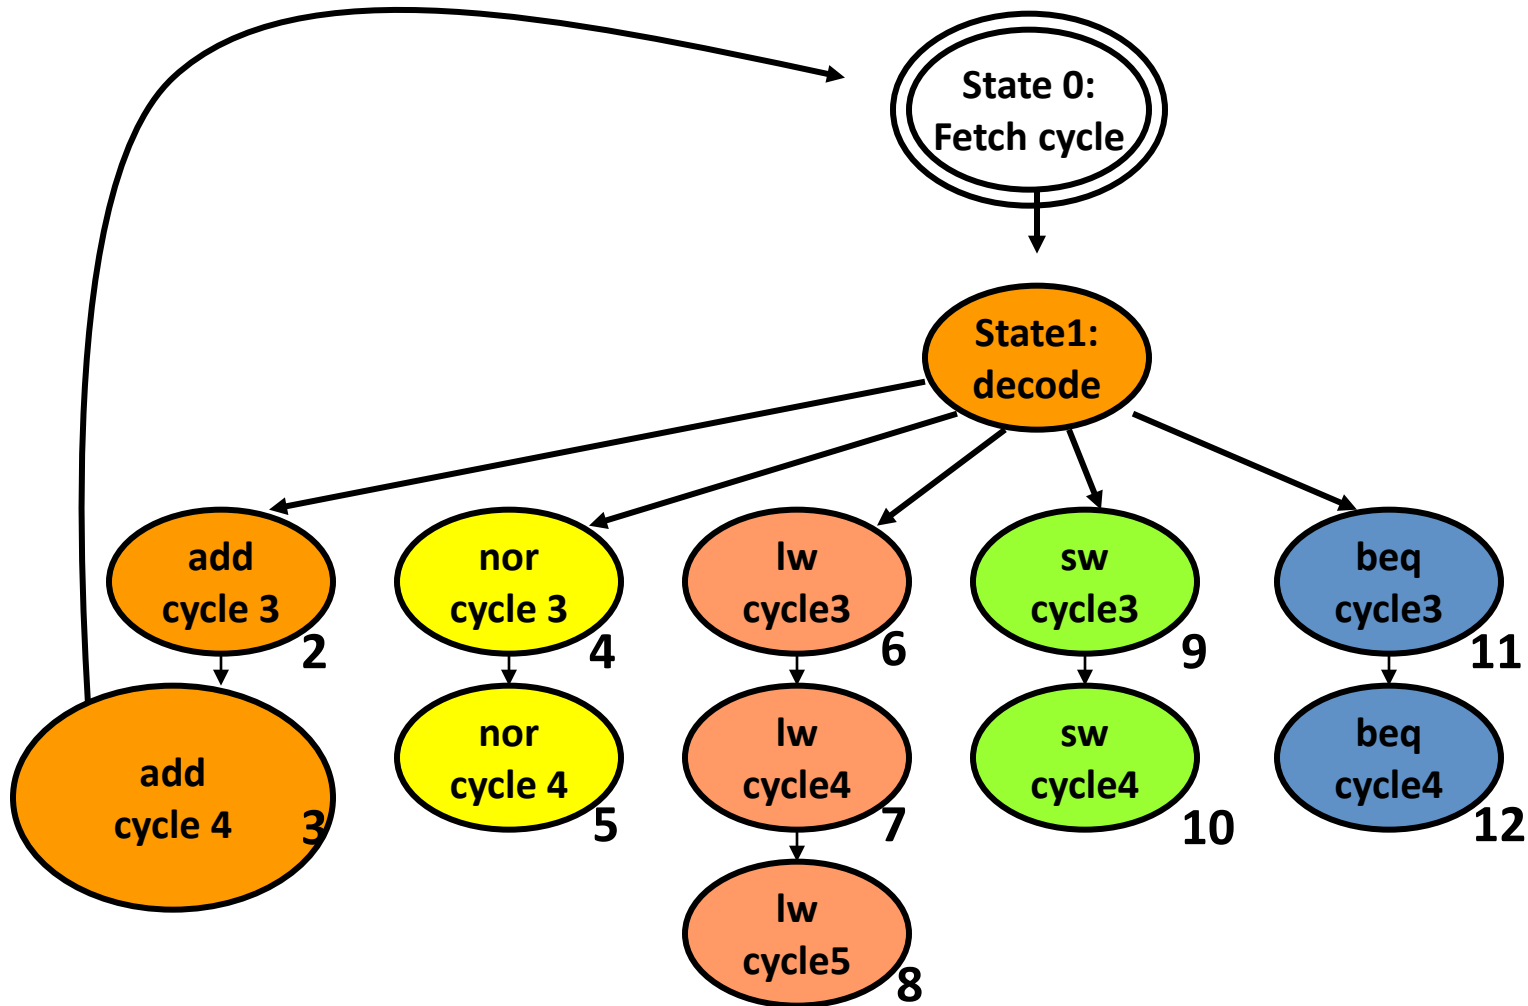 State 0:
Fetch cycle
State1:
decode
add
cycle 3
2
nor
cycle 3
4
lw
cycle3
6
sw
cycle3
9
beq
cycle3
11
add
cycle 4
3
nor
cycle 4
5
lw
cycle4
7
sw
cycle4
10
beq
cycle4
12
lw
cycle5
8